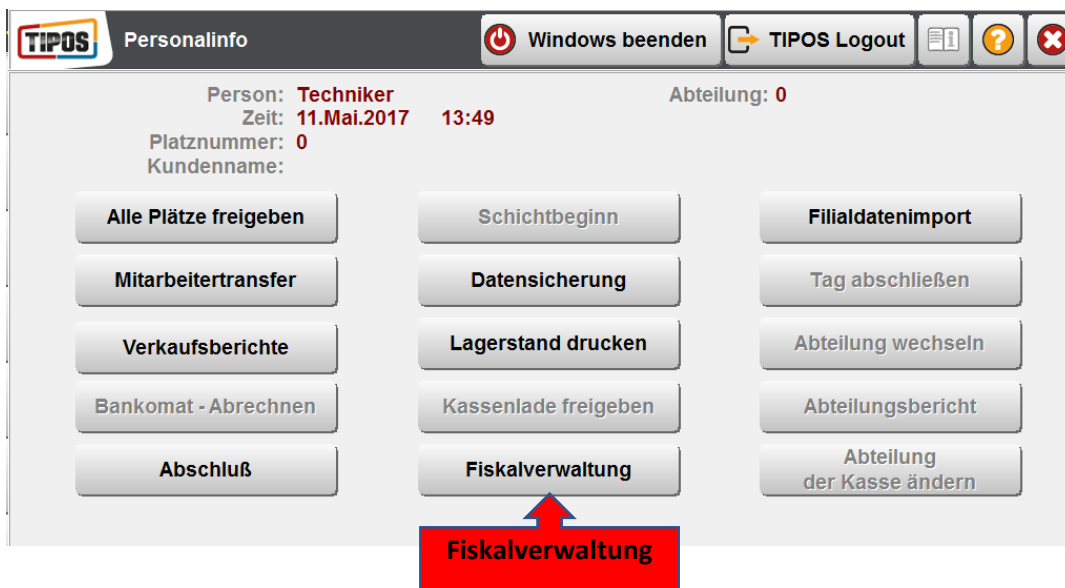 TIPOS Personalinfo Windows beenden TIPOS Logout
Person: Techniker Abteilung: 0
Zeit: 11.Mai.2017 13:49
Platznummer: 0
Kundenname:
Alle Plätze freigeben Schichtbeginn Filialdatenimport
Mitarbeitertransfer Datensicherung Tag abschließen
Verkaufsberichte Lagerstand drucken Abteilung wechseln
Bankomat - Abrechnen Kassenlade freigeben Abteilungsbericht
Abschluß Fiskalverwaltung Abteilung
der Kasse ändern
Fiskalverwaltung